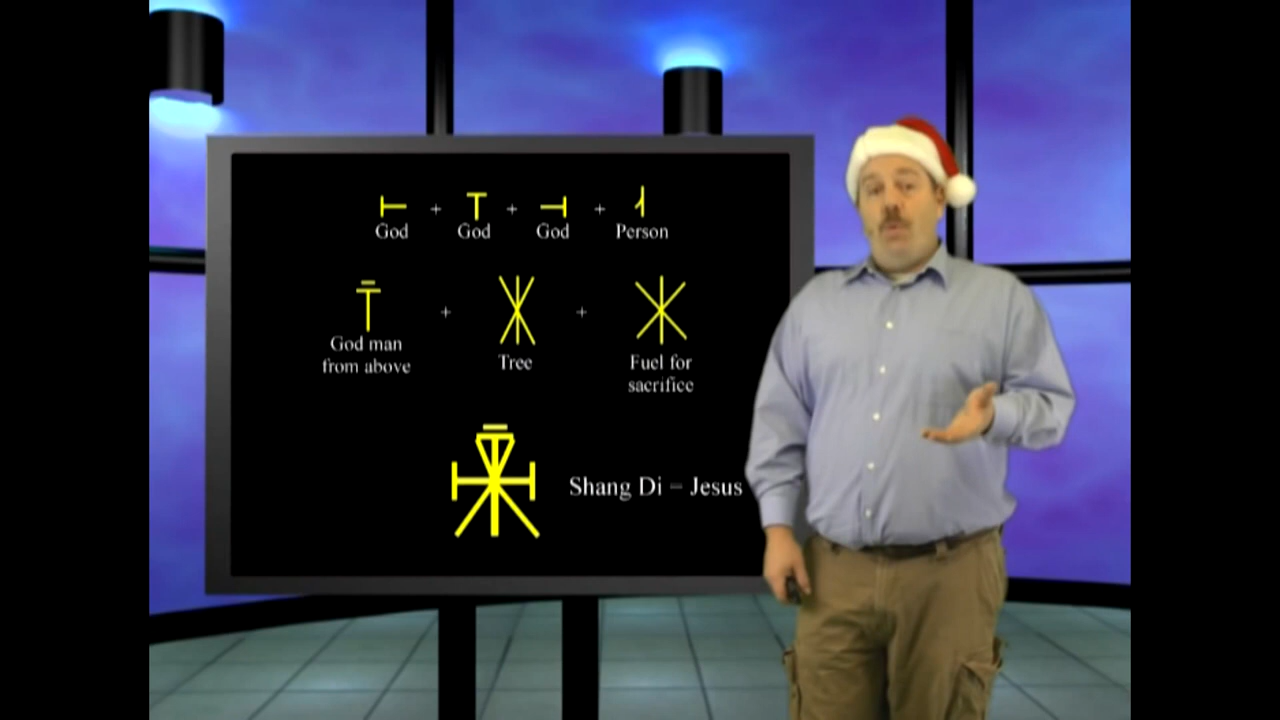 + + +
God God God Person
+ +
God man Tree Fuel for
from above sacrifice
Shang Di = Jesus